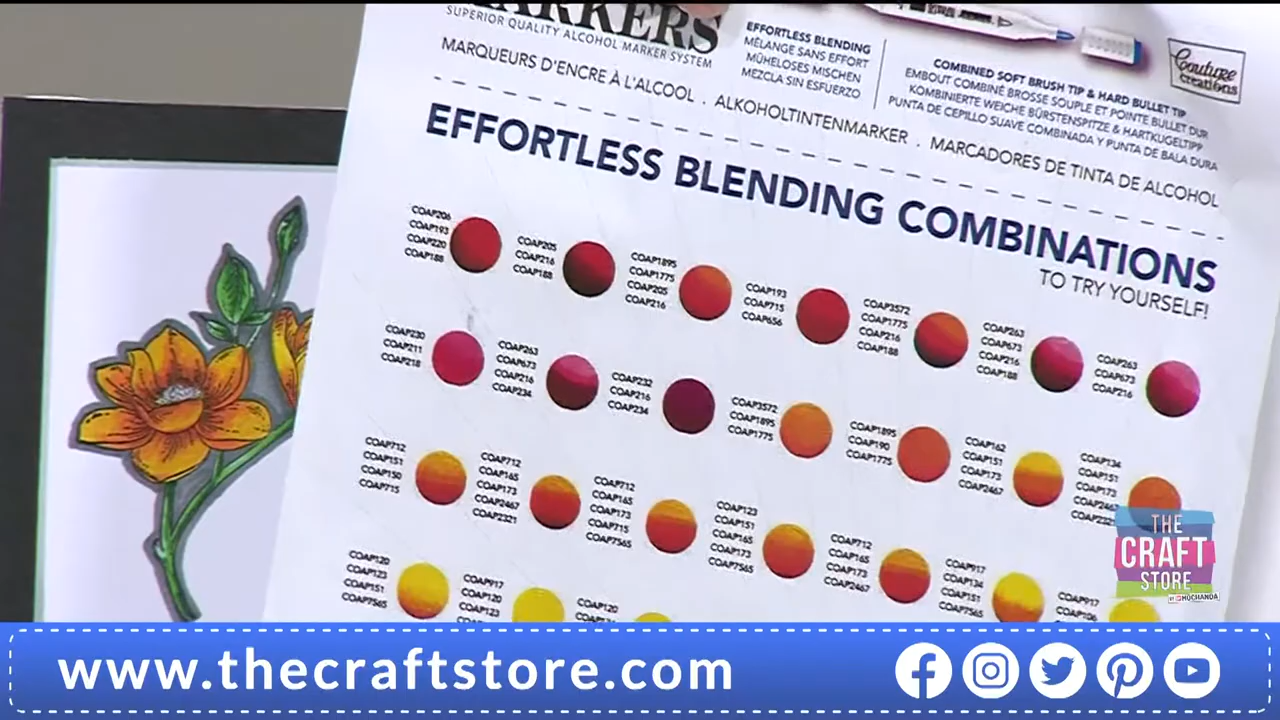 MARKERS
SUPERIOR QUALITY ALCOHOL MARKER SYSTEM
MARQUEURS D'ENCRE À L'ALCOOL . ALKOHOLTINTENMARKER . MARCADORES DE TINTA DE ALCOHOL
EFFORTLESS BLENDING
MÉLANGE SANS EFFORT
MÜHELOSES MISCHEN
MEZCLA SIN ESFUERZO
COMBINED SOFT BRUSH TIP & HARD BULLET TIP
EMBOUT COMBINÉ BROSSE SOUPLE ET POINTE BULLET DUR
KOMBINIERTE WEICHE BÜRSTENSPITZE & HARTKUGELTIPP
PUNTA DE CEPILLO SUAVE COMBINADA Y PUNTA DE BALA DURA
Couture
creations
EFFORTLESS BLENDING COMBINATIONS
TO TRY YOURSELF!
COAP206
COAP193
COAP220
COAP188
COAP205
COAP216
COAP188
COAP1895
COAP1775
COAP205
COAP216
COAP193
COAP715
COAP656
COAP3572
COAP1775
COAP216
COAP188
COAP263
COAP673
COAP216
COAP188
COAP263
COAP673
COAP216
COAP230
COAP211
COAP218
COAP263
COAP673
COAP216
COAP234
COAP232
COAP216
COAP234
COAP3572
COAP1895
COAP1775
COAP1895
COAP190
COAP1775
COAP162
COAP151
COAP173
COAP2467
COAP134
COAP151
COAP173
COAP712
COAP151
COAP150
COAP715
COAP712
COAP165
COAP173
COAP2467
COAP2321
COAP712
COAP165
COAP173
COAP715
COAP7565
COAP123
COAP151
COAP165
COAP173
COAP7565
COAP712
COAP165
COAP173
COAP2467
COAP917
COAP134
COAP151
COAP7565
COAP917
COAP106
COAP120
COAP123
COAP151
COAP7565
COAP917
COAP120
COAP123
COAP120
THE
CRAFT
STORE
BY HOCHANDA
www.thecraftstore.com